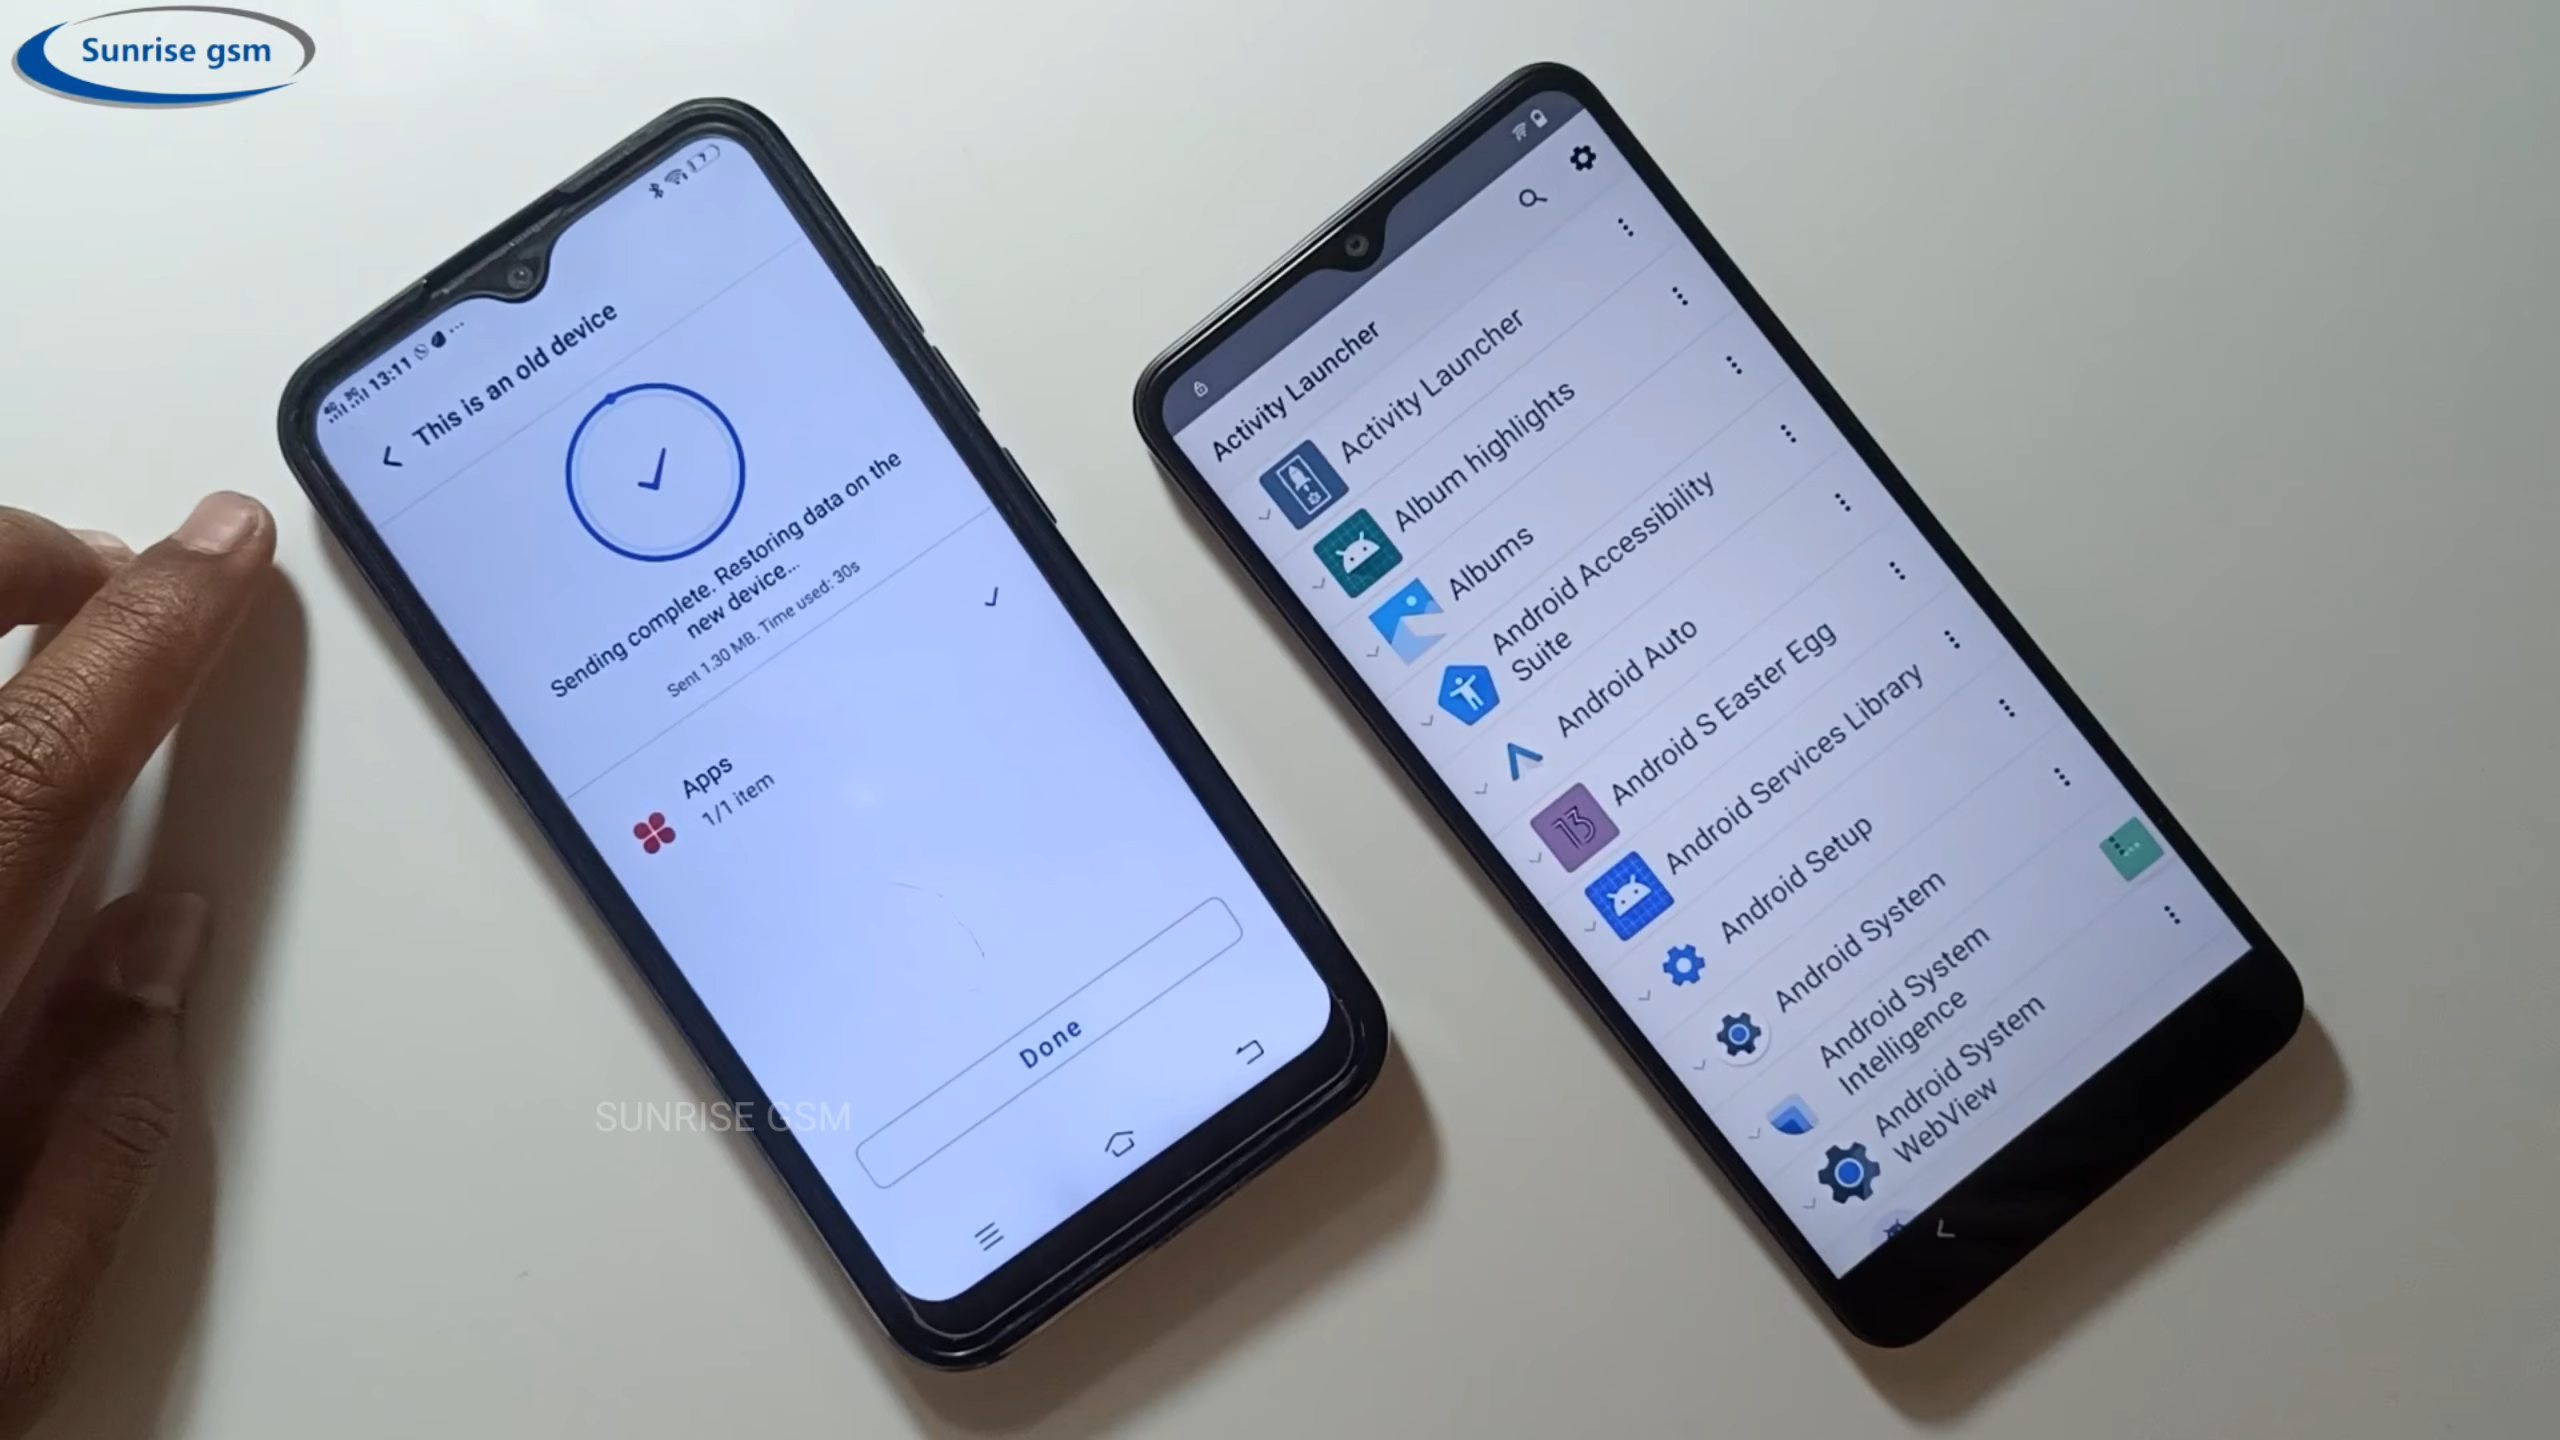 Sunrise gsm
4G 3G 13:11
This is an old device
Sending complete. Restoring data on the
new device...
Sent 1.30 MB. Time used: 30s
Apps
1/1 item
Done
SUNRISE GSM
Activity Launcher
Activity Launcher
Album highlights
Albums
Android Accessibility
Suite
Android Auto
Android S Easter Egg
13
Android Services Library
Android Setup
Android System
Android System
Intelligence
Android System
WebView